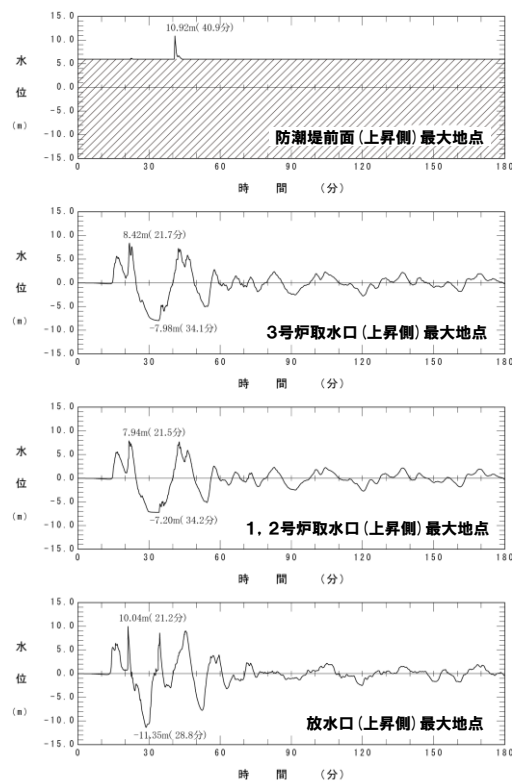 15.0
10.92m( 40.9分)
10.0
水 5.0
位 0.0
-5.0
(m) -10.0
防潮堤前面(上昇側)最大地点
-15.0
0 30 60 90 120 150 180
時 間 (分)
15.0
8.42m( 21.7分)
10.0
水 5.0
位 0.0
-5.0
(m) -10.0
-7.98m( 34.1分)
3号炉取水口(上昇側)最大地点
-15.0
0 30 60 90 120 150 180
時 間 (分)
15.0
7.94m( 21.5分)
10.0
水 5.0
位 0.0
-5.0
(m) -10.0
-7.20m( 34.2分)
1,2号炉取水口(上昇側)最大地点
-15.0
0 30 60 90 120 150 180
時 間 (分)
15.0
10.04m( 21.2分)
10.0
水 5.0
位 0.0
-5.0
(m) -10.0
-11.35m( 28.8分)
放水口(上昇側)最大地点
-15.0
0 30 60 90 120 150 180
時 間 (分)